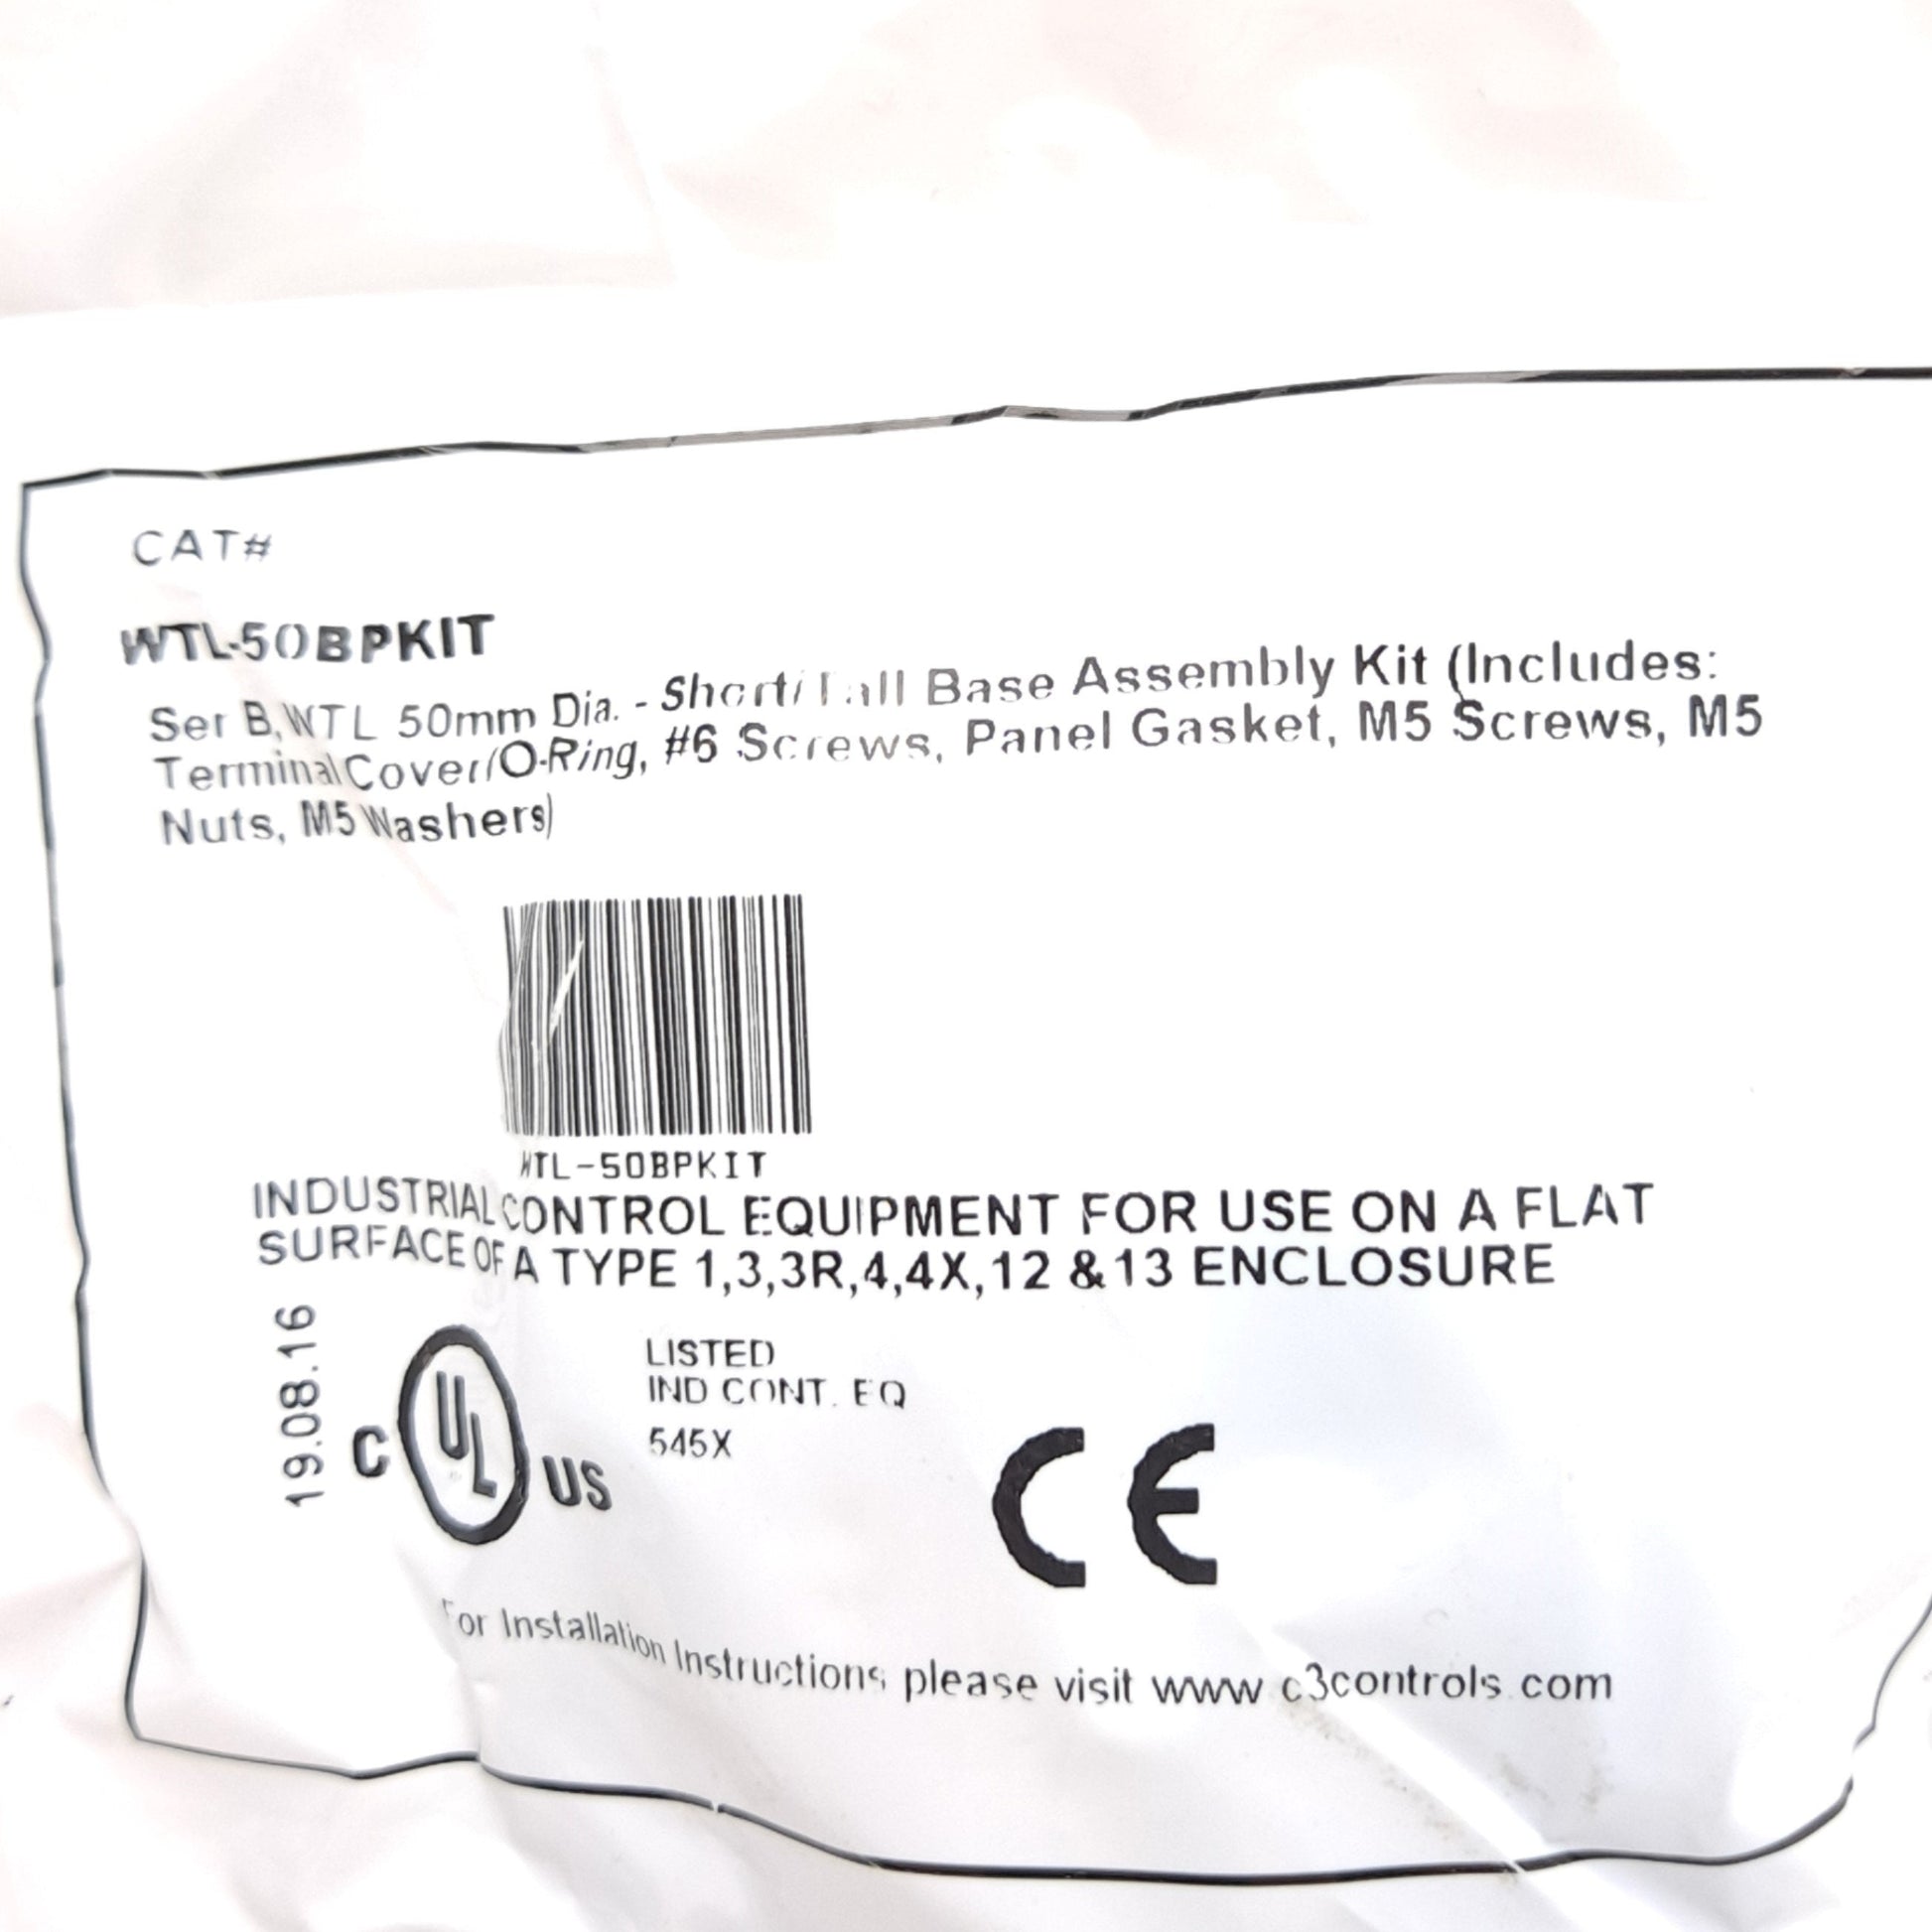 CAT#
WTL-50BPKIT
Ser B, WTL 50mm Dia. - Short/Tall Base Assembly Kit (Includes:
Terminal Cover/O-Ring, #6 Screws, Panel Gasket, M5 Screws, M5
Nuts, M5 Washers)
WTL-50BPKIT
INDUSTRIAL CONTROL EQUIPMENT FOR USE ON A FLAT
SURFACE OF A TYPE 1,3,3R,4,4X,12 & 13 ENCLOSURE
19.08.16
C UL US
LISTED
IND CONT. EQ
545X
CE
For Installation Instructions please visit www.c3controls.com